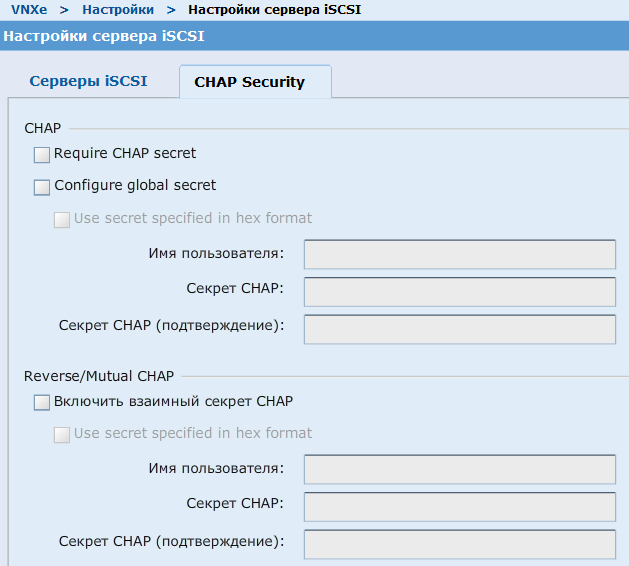 VNXe > Настройки > Настройки сервера iSCSI
Настройки сервера iSCSI
Серверы iSCSI CHAP Security
CHAP
Require CHAP secret
Configure global secret
Use secret specified in hex format
Имя пользователя:
Секрет CHAP:
Секрет CHAP (подтверждение):
Reverse/Mutual CHAP
Включить взаимный секрет CHAP
Use secret specified in hex format
Имя пользователя:
Секрет CHAP:
Секрет CHAP (подтверждение):